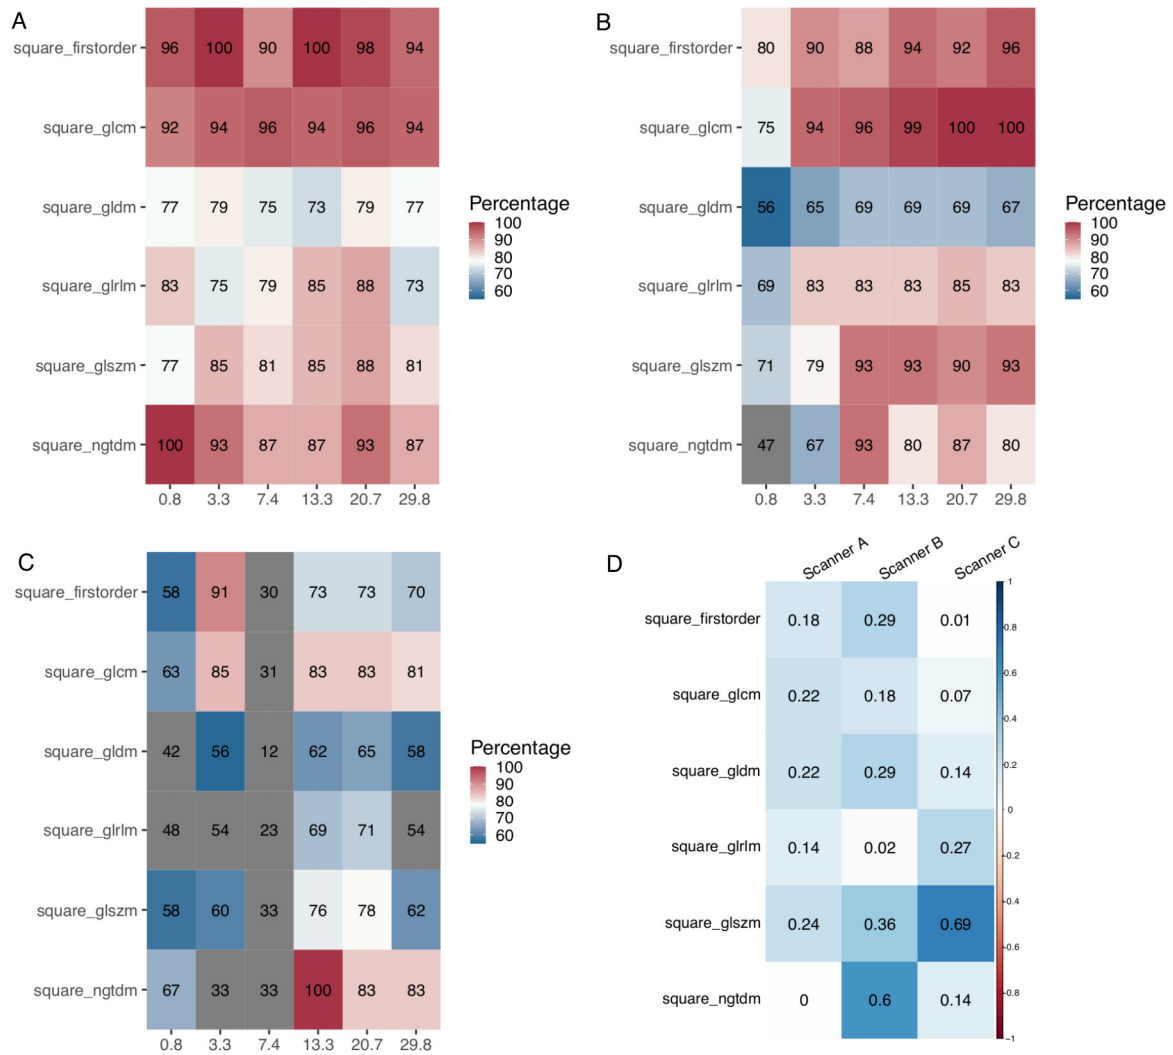 A
square_firstorder 96 100 90 100 98 94
square_glcm 92 94 96 94 96 94
square_gldm 77 79 75 73 79 77
square_glrlm 83 75 79 85 88 73
square_glszm 77 85 81 85 88 81
square_ngtdm 100 93 87 87 93 87
0.8 3.3 7.4 13.3 20.7 29.8
Percentage
100
90
80
70
60
B
square_firstorder 80 90 88 94 92 96
square_glcm 75 94 96 99 100 100
square_gldm 56 65 69 69 69 67
square_glrlm 69 83 83 83 85 83
square_glszm 71 79 93 93 90 93
square_ngtdm 47 67 93 80 87 80
0.8 3.3 7.4 13.3 20.7 29.8
Percentage
100
90
80
70
60
C
square_firstorder 58 91 30 73 73 70
square_glcm 63 85 31 83 83 81
square_gldm 42 56 12 62 65 58
square_glrlm 48 54 23 69 71 54
square_glszm 58 60 33 76 78 62
square_ngtdm 67 33 33 100 83 83
0.8 3.3 7.4 13.3 20.7 29.8
Percentage
100
90
80
70
60
D
Scanner A Scanner B Scanner C
square_firstorder 0.18 0.29 0.01
square_glcm 0.22 0.18 0.07
square_gldm 0.22 0.29 0.14
square_glrlm 0.14 0.02 0.27
square_glszm 0.24 0.36 0.69
square_ngtdm 0 0.6 0.14
1
0.8
0.6
0.4
0.2
0
-0.2
-0.4
-0.6
-0.8
-1